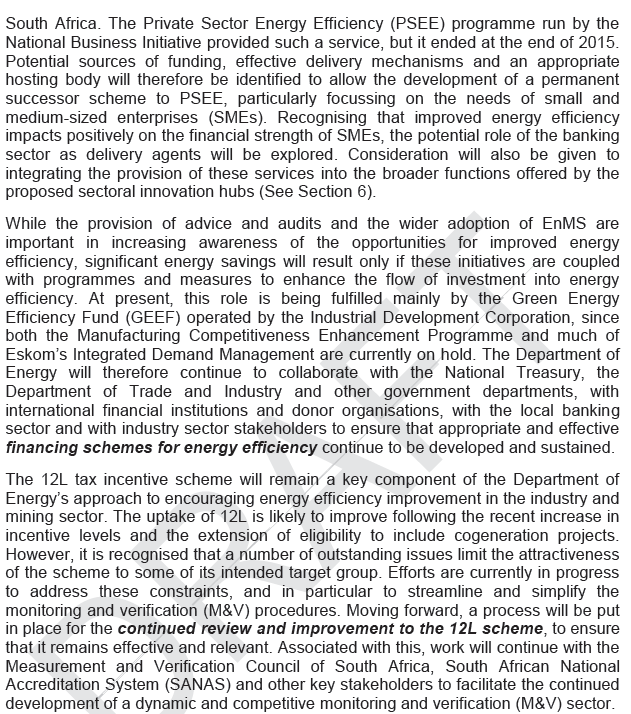 South Africa. The Private Sector Energy Efficiency (PSEE) programme run by the
National Business Initiative provided such a service, but it ended at the end of 2015.
Potential sources of funding, effective delivery mechanisms and an appropriate
hosting body will therefore be identified to allow the development of a permanent
successor scheme to PSEE, particularly focussing on the needs of small and
medium-sized enterprises (SMEs). Recognising that improved energy efficiency
impacts positively on the financial strength of SMEs, the potential role of the banking
sector as delivery agents will be explored. Consideration will also be given to
integrating the provision of these services into the broader functions offered by the
proposed sectoral innovation hubs (See Section 6).
While the provision of advice and audits and the wider adoption of EnMS are
important in increasing awareness of the opportunities for improved energy
efficiency, significant energy savings will result only if these initiatives are coupled
with programmes and measures to enhance the flow of investment into energy
efficiency. At present, this role is being fulfilled mainly by the Green Energy
Efficiency Fund (GEEF) operated by the Industrial Development Corporation, since
both the Manufacturing Competitiveness Enhancement Programme and much of
Eskom's Integrated Demand Management are currently on hold. The Department of
Energy will therefore continue to collaborate with the National Treasury, the
Department of Trade and Industry and other government departments, with
international financial institutions and donor organisations, with the local banking
sector and with industry sector stakeholders to ensure that appropriate and effective
financing schemes for energy efficiency continue to be developed and sustained.
The 12L tax incentive scheme will remain a key component of the Department of
Energy's approach to encouraging energy efficiency improvement in the industry and
mining sector. The uptake of 12L is likely to improve following the recent increase in
incentive levels and the extension of eligibility to include cogeneration projects.
However, it is recognised that a number of outstanding issues limit the attractiveness
of the scheme to some of its intended target group. Efforts are currently in progress
to address these constraints, and in particular to streamline and simplify the
monitoring and verification (M&V) procedures. Moving forward, a process will be put
in place for the continued review and improvement to the 12L scheme, to ensure
that it remains effective and relevant. Associated with this, work will continue with the
Measurement and Verification Council of South Africa, South African National
Accreditation System (SANAS) and other key stakeholders to facilitate the continued
development of a dynamic and competitive monitoring and verification (M&V) sector.
DRAFT